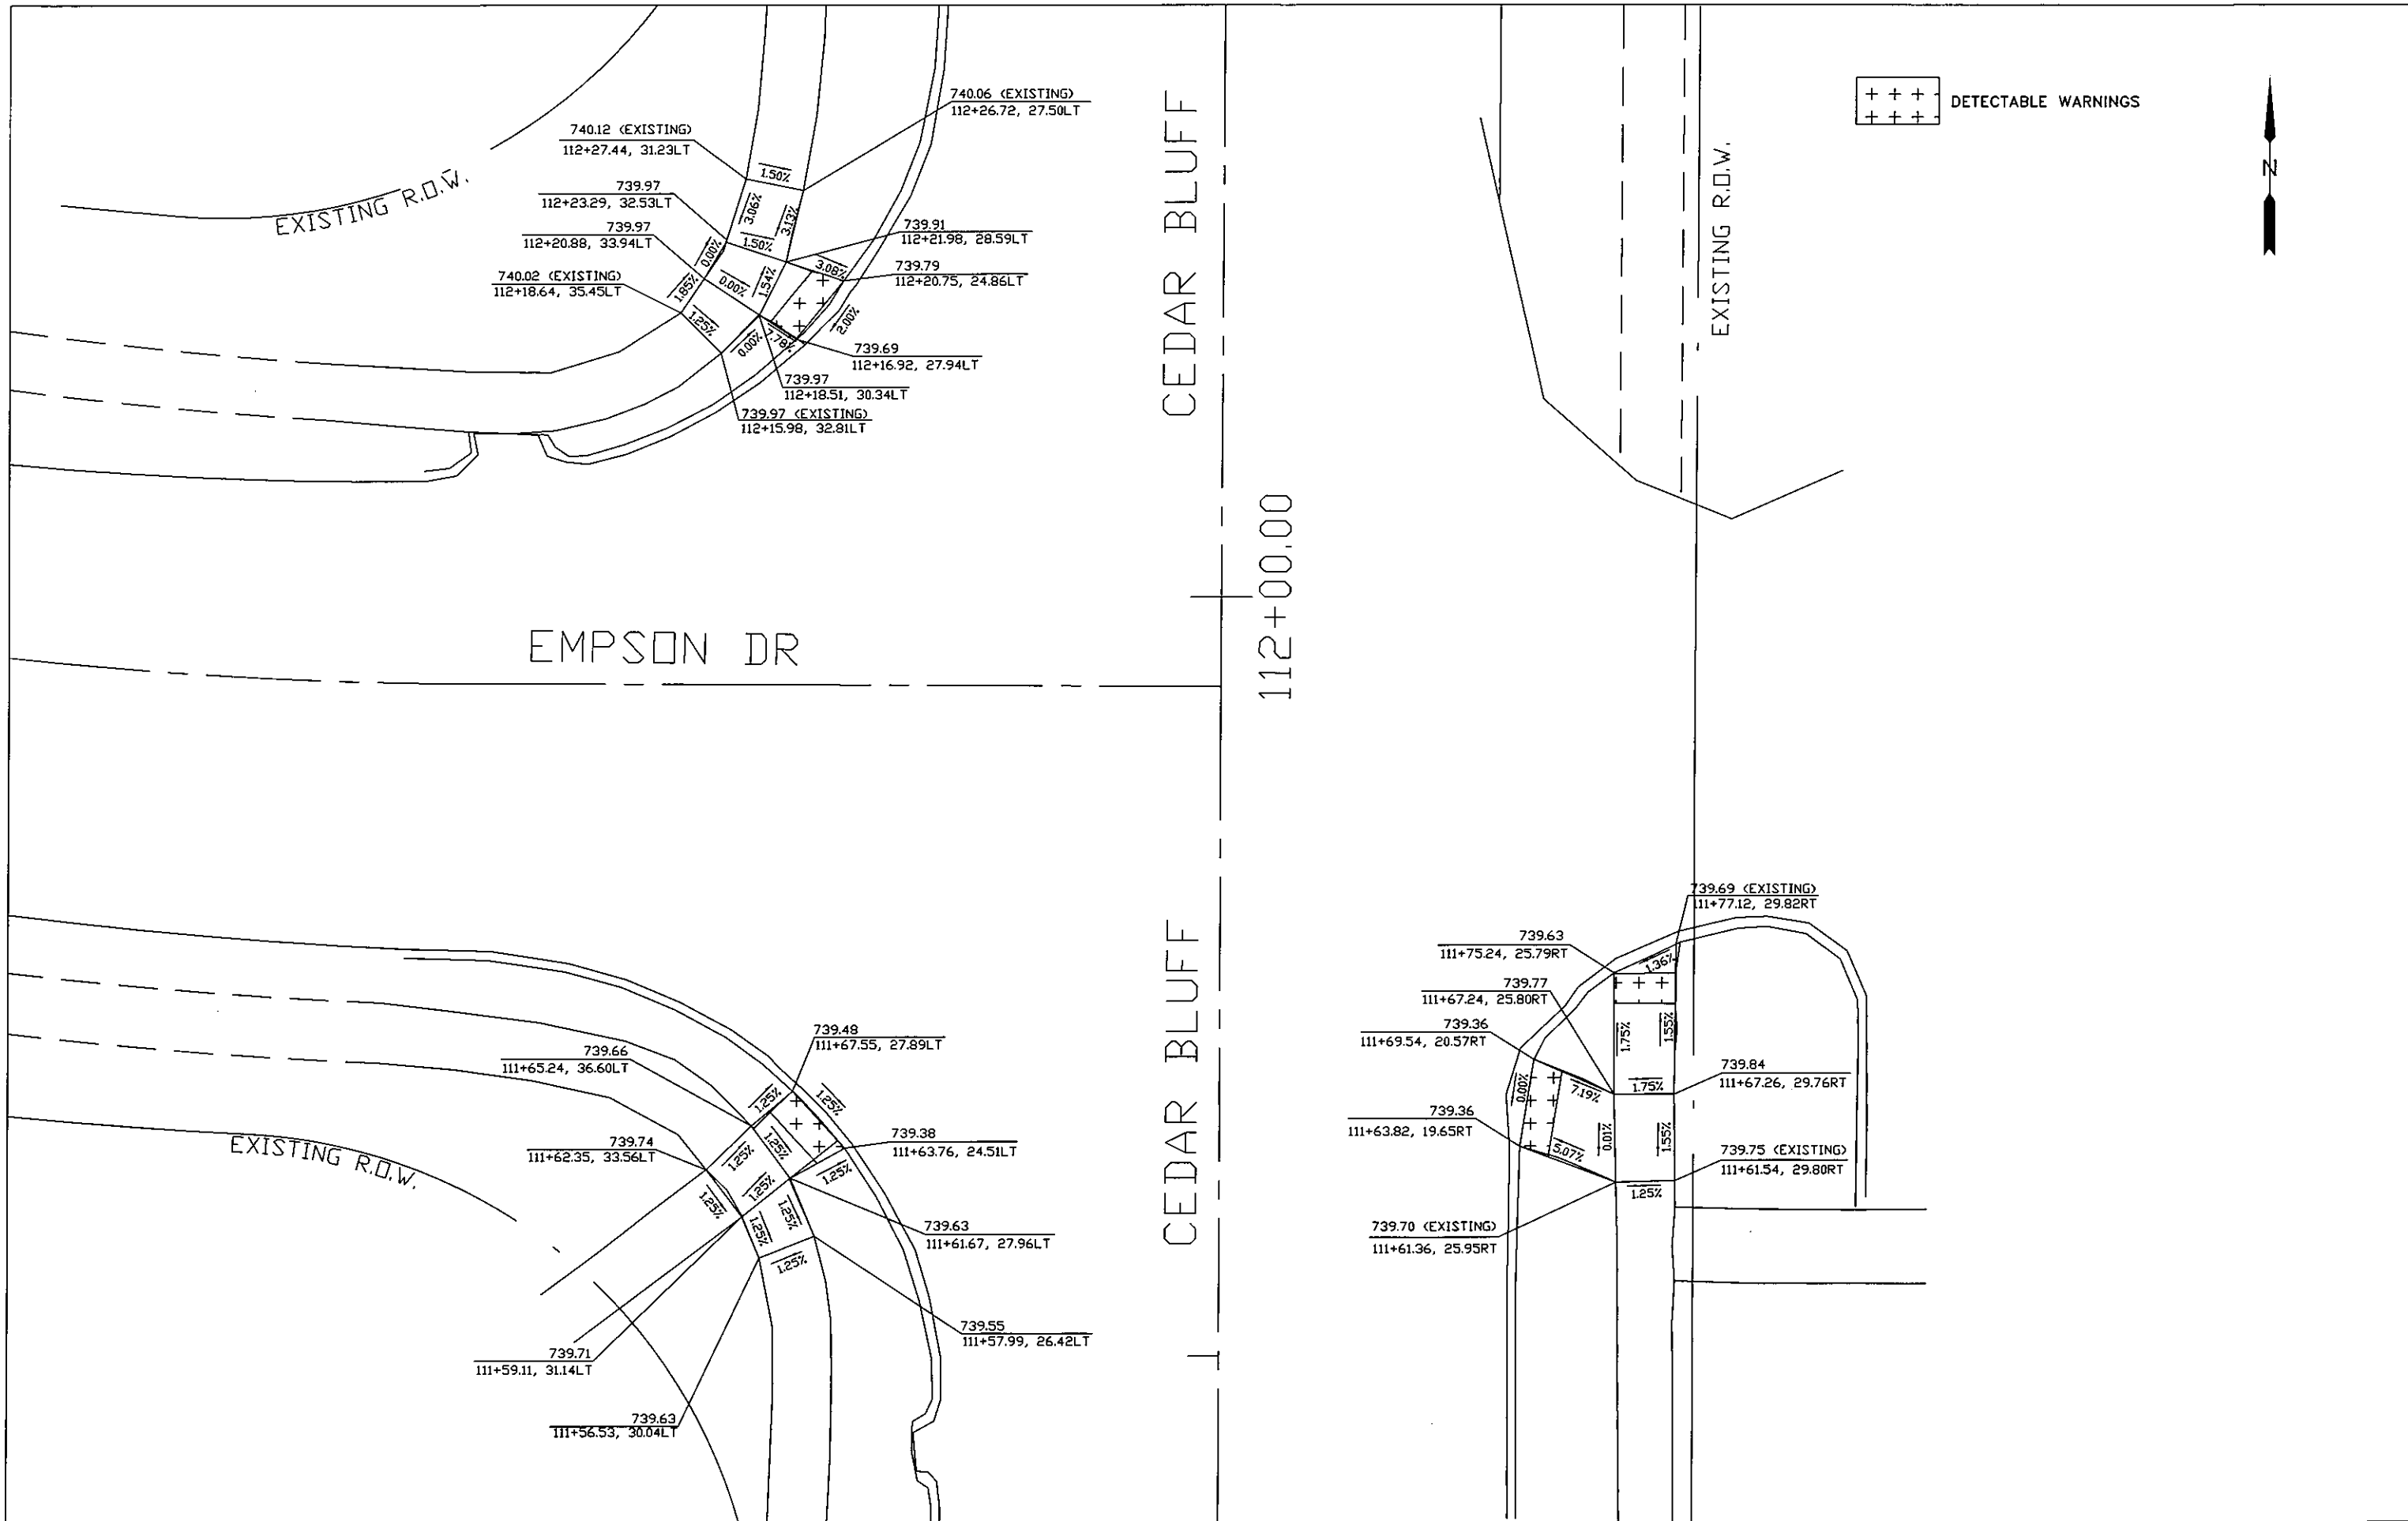 740.06 (EXISTING)
112+26.72, 27.50LT
740.12 (EXISTING)
112+27.44, 31.23LT
739.97
112+23.29, 32.53LT
739.97
112+20.88, 33.94LT
740.02 (EXISTING)
112+18.64, 35.45LT
EXISTING R.O.W.
1.50%
3.06%
3.13%
1.50%
0.00%
0.00%
1.54%
1.85%
1.25%
0.00%
7.78%
3.08%
2.00%
739.91
112+21.98, 28.59LT
739.79
112+20.75, 24.86LT
739.69
112+16.92, 27.94LT
739.97
112+18.51, 30.34LT
739.97 (EXISTING)
112+15.98, 32.81LT
CEDAR BLUFF
EXISTING R.O.W.
DETECTABLE WARNINGS
N
EMPSON DR
112+00.00
CEDAR BLUFF
739.48
111+67.55, 27.89LT
739.66
111+65.24, 36.60LT
739.74
111+62.35, 33.56LT
EXISTING R.O.W.
1.25%
1.25%
1.25%
1.25%
1.25%
1.25%
1.25%
1.25%
1.25%
1.25%
739.38
111+63.76, 24.51LT
739.63
111+61.67, 27.96LT
739.55
111+57.99, 26.42LT
739.71
111+59.11, 31.14LT
739.63
111+56.53, 30.04LT
739.69 (EXISTING)
111+77.12, 29.82RT
739.63
111+75.24, 25.79RT
739.77
111+67.24, 25.80RT
739.36
111+69.54, 20.57RT
739.36
111+63.82, 19.65RT
739.70 (EXISTING)
111+61.36, 25.95RT
1.36%
1.75%
1.55%
1.75%
7.19%
0.00%
5.07%
0.01%
1.55%
1.25%
739.84
111+67.26, 29.76RT
739.75 (EXISTING)
111+61.54, 29.80RT